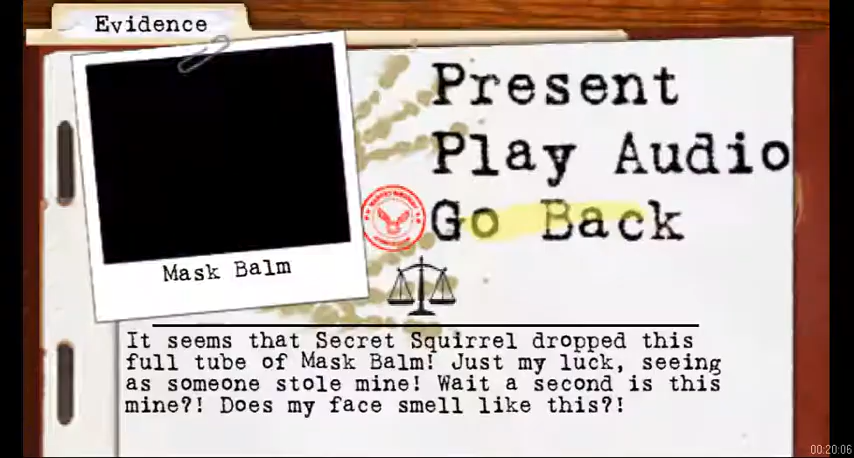 Evidence
Present
Play Audio
Go Back
Mask Balm
It seems that Secret Squirrel dropped this
full tube of Mask Balm! Just my luck, seeing
as someone stole mine! Wait a second is this
mine?! Does my face smell like this?!
00:20:06